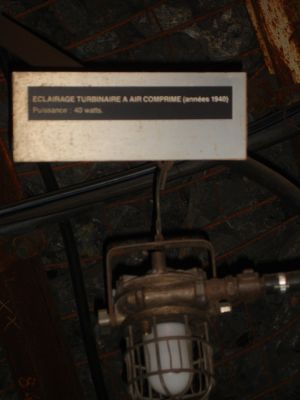 ECLAIRAGE TURBINAIRE A AIR COMPRIME (années 1940)
Puissance : 40 watts.